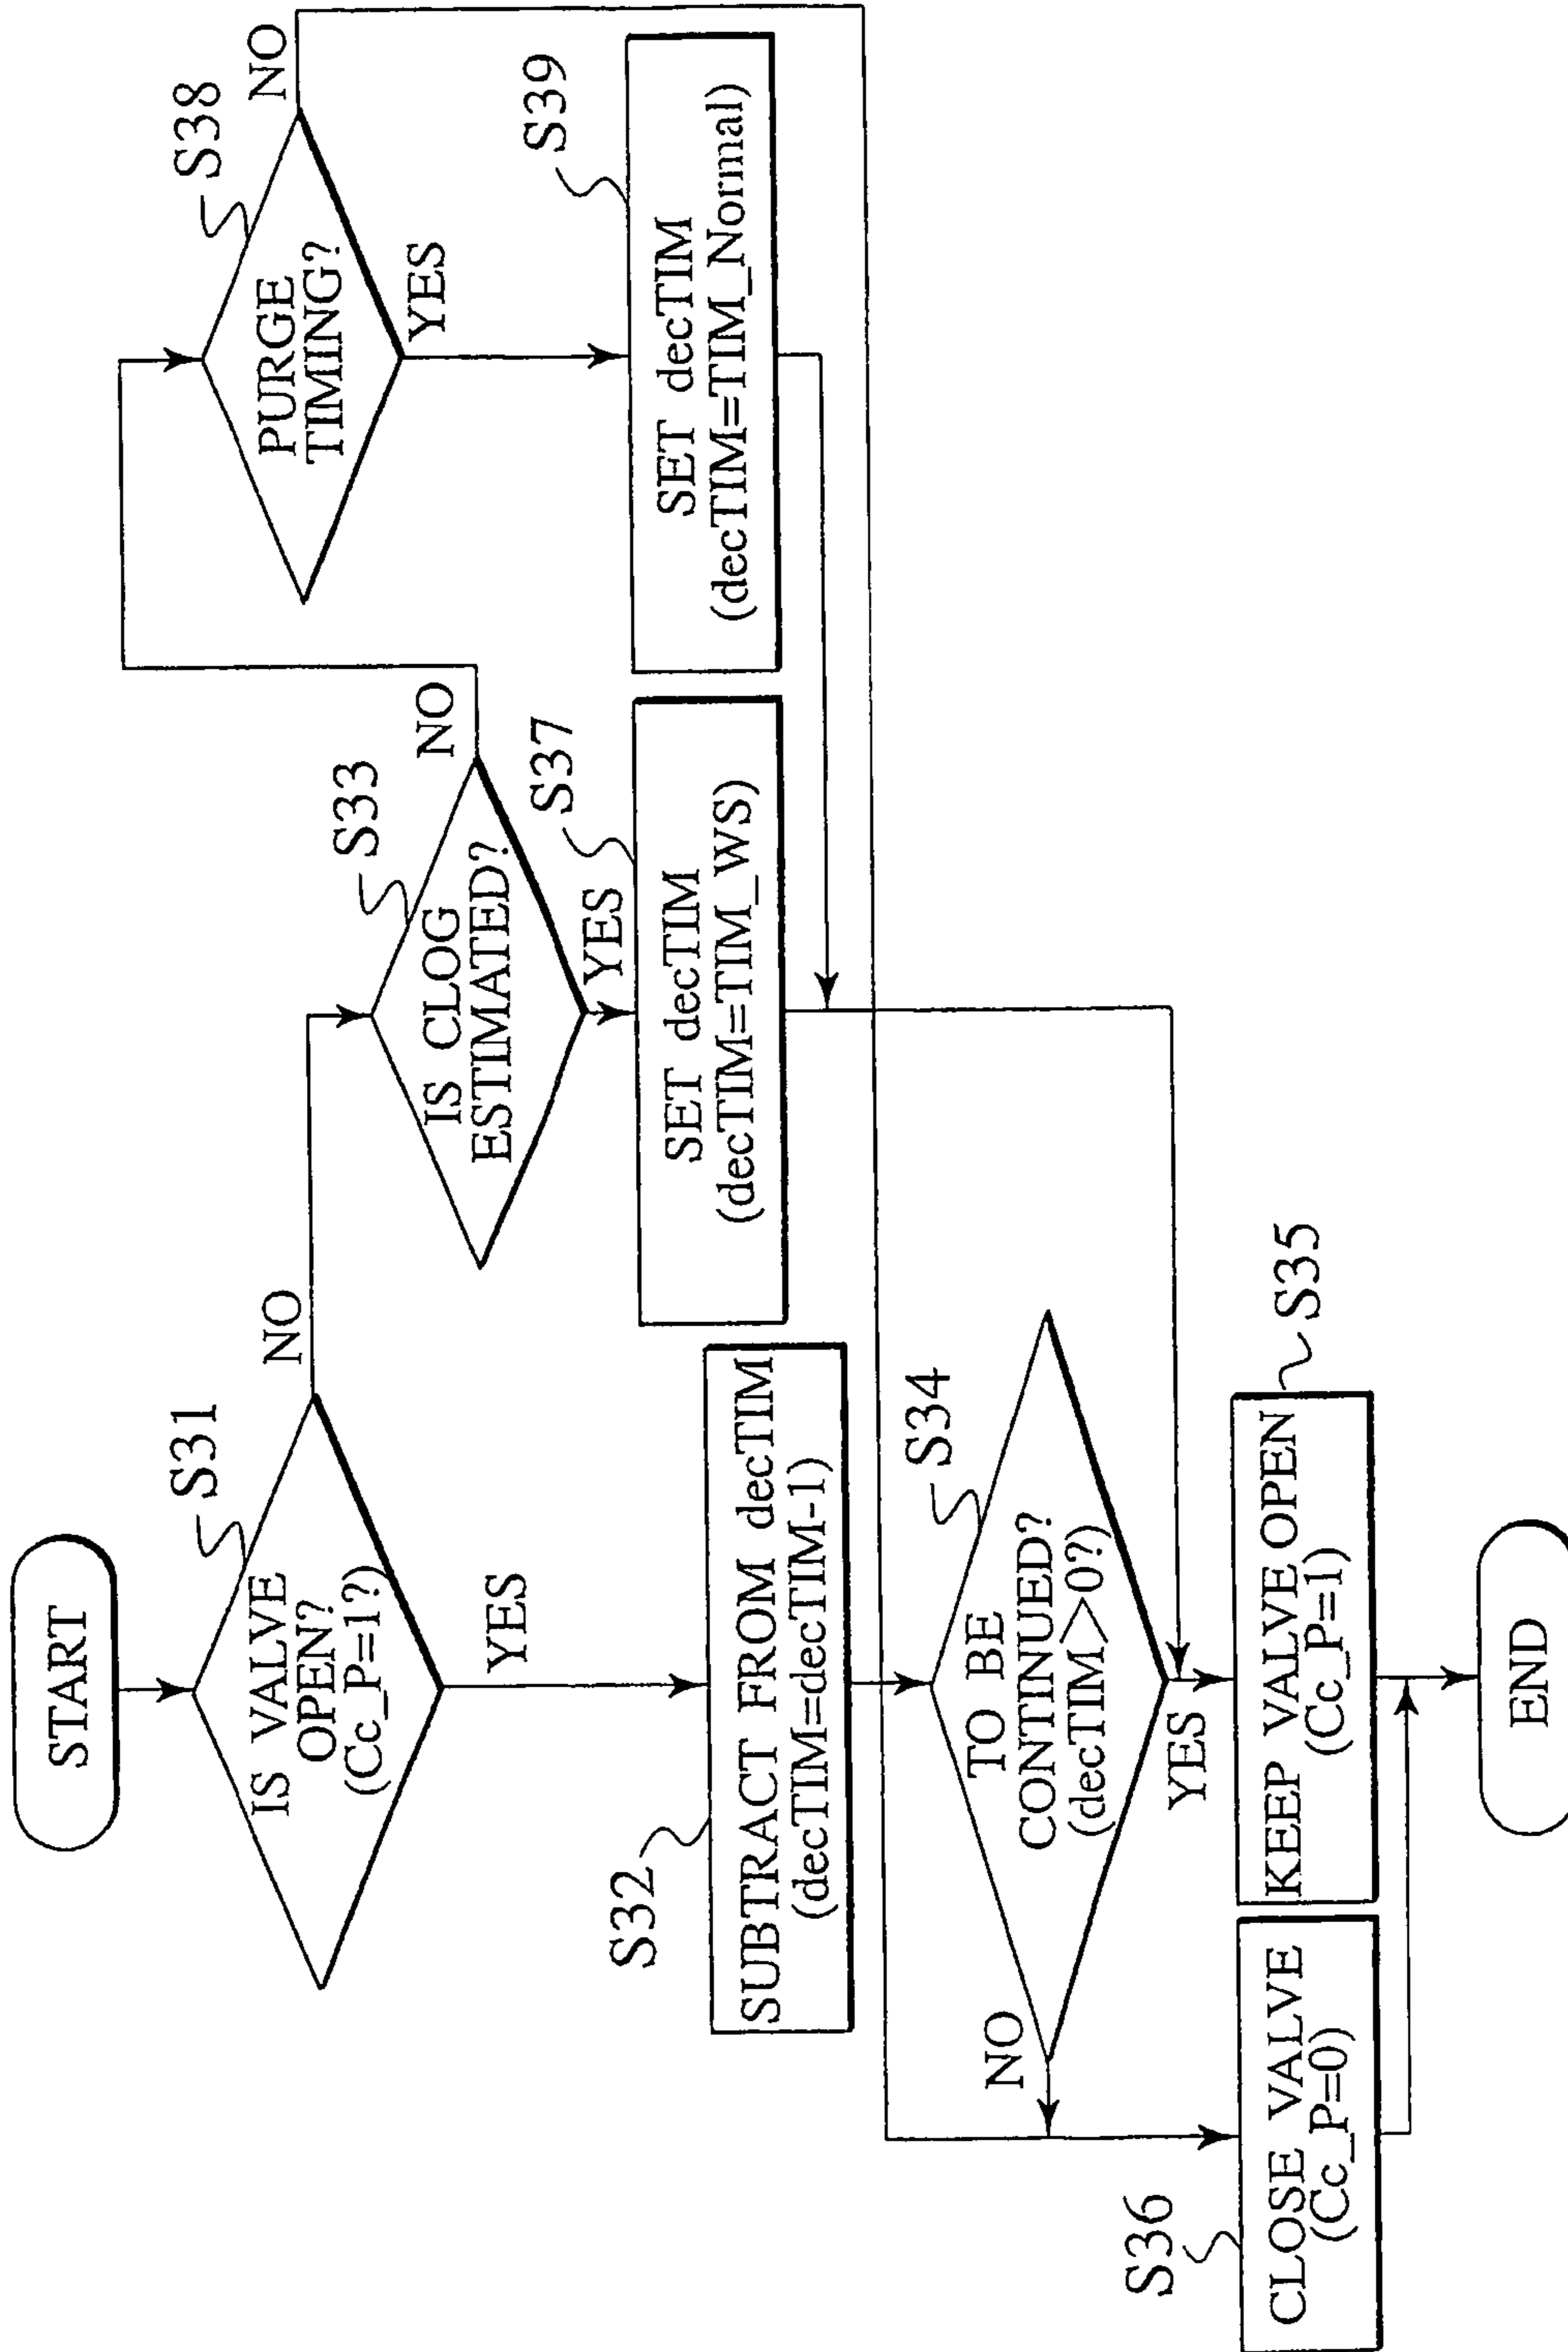 START
IS VALVE
OPEN?
(Cc_P=1?)
S31
NO
YES
S32
SUBTRACT FROM decTIM
(decTIM=decTIM-1)
IS CLOG
ESTIMATED?
S33
NO
YES
S37
SET decTIM
(decTIM=TIM_WS)
PURGE
TIMING?
S38
NO
YES
S39
SET decTIM
(decTIM=TIM_Normal)
TO BE
CONTINUED?
(decTIM>0?)
S34
NO
YES
S36
CLOSE VALVE
(Cc_P=0)
KEEP VALVE OPEN
(Cc_P=1)
S35
END